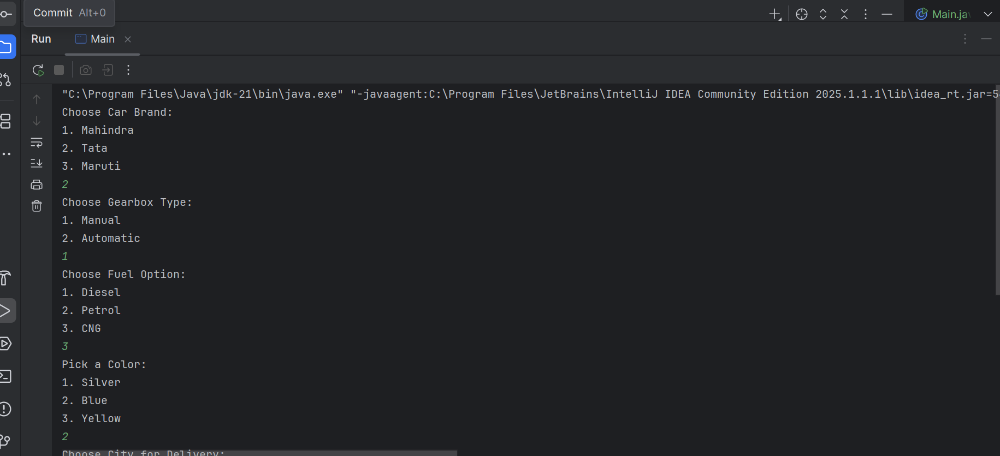 Commit Alt+0
Main.ja
Run Main
"C:\Program Files\Java\jdk-21\bin\java.exe" "-javaagent:C:\Program Files\JetBrains\IntelliJ IDEA Community Edition 2025.1.1.1\lib\idea_rt.jar=5
Choose Car Brand:
1. Mahindra
2. Tata
3. Maruti
2
Choose Gearbox Type:
1. Manual
2. Automatic
1
Choose Fuel Option:
1. Diesel
2. Petrol
3. CNG
3
Pick a Color:
1. Silver
2. Blue
3. Yellow
2
Choose City for Delivery: